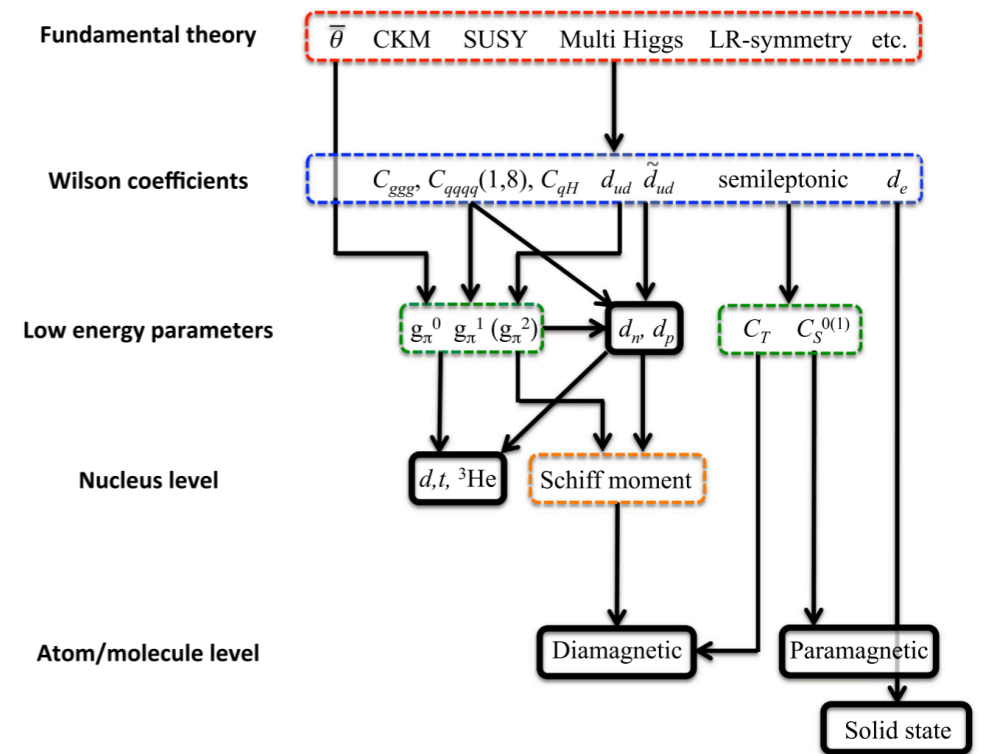 Fundamental theory θ̅ CKM SUSY Multi Higgs LR-symmetry etc.
Wilson coefficients C_ggg, C_qqqq(1,8), C_qH d_ud d̃_ud semileptonic d_e
Low energy parameters g_π^0 g_π^1 (g_π^2) d_n, d_p C_T C_S^0(1)
Nucleus level d,t, ³He Schiff moment
Atom/molecule level Diamagnetic Paramagnetic
Solid state